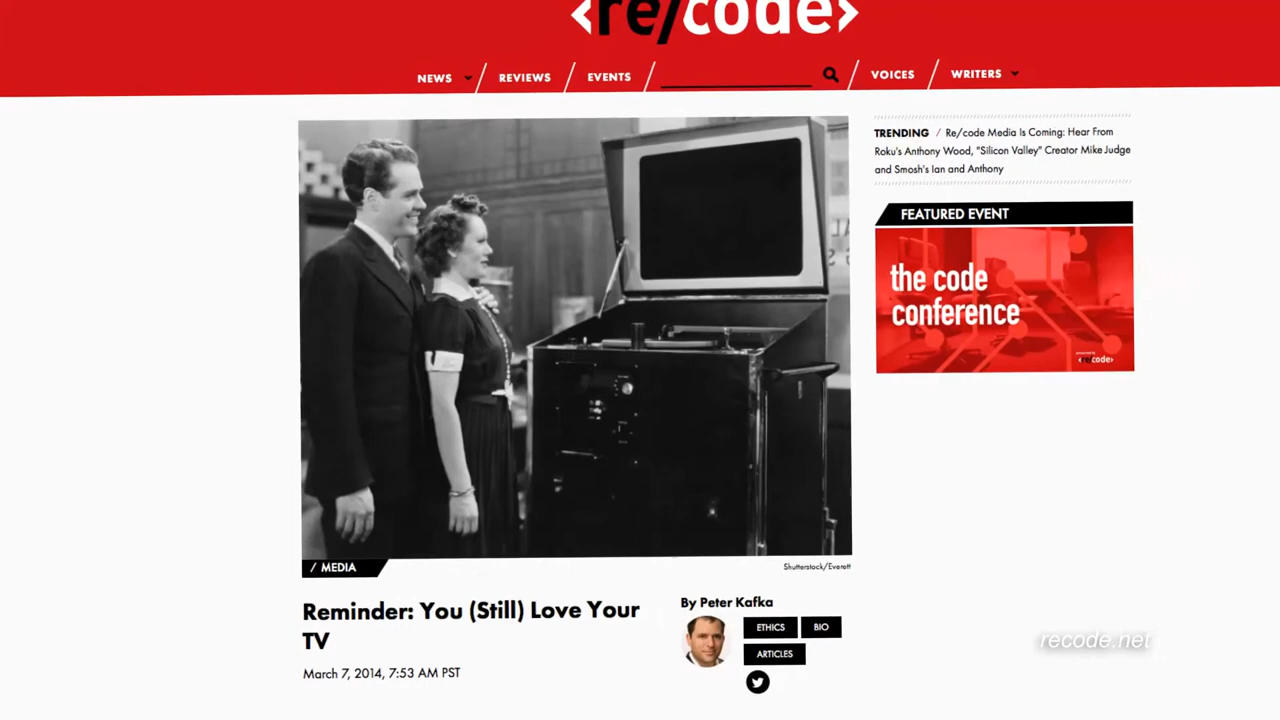 <re/code>
NEWS / REVIEWS / EVENTS / VOICES / WRITERS
TRENDING / Re/code Media Is Coming: Hear From
Roku's Anthony Wood, "Silicon Valley" Creator Mike Judge
and Smosh's Ian and Anthony
FEATURED EVENT
the code
conference
<re/code>
/ MEDIA
Shutterstock/Everett
Reminder: You (Still) Love Your
TV
March 7, 2014, 7:53 AM PST
By Peter Kafka
ETHICS BIO
ARTICLES
recode.net